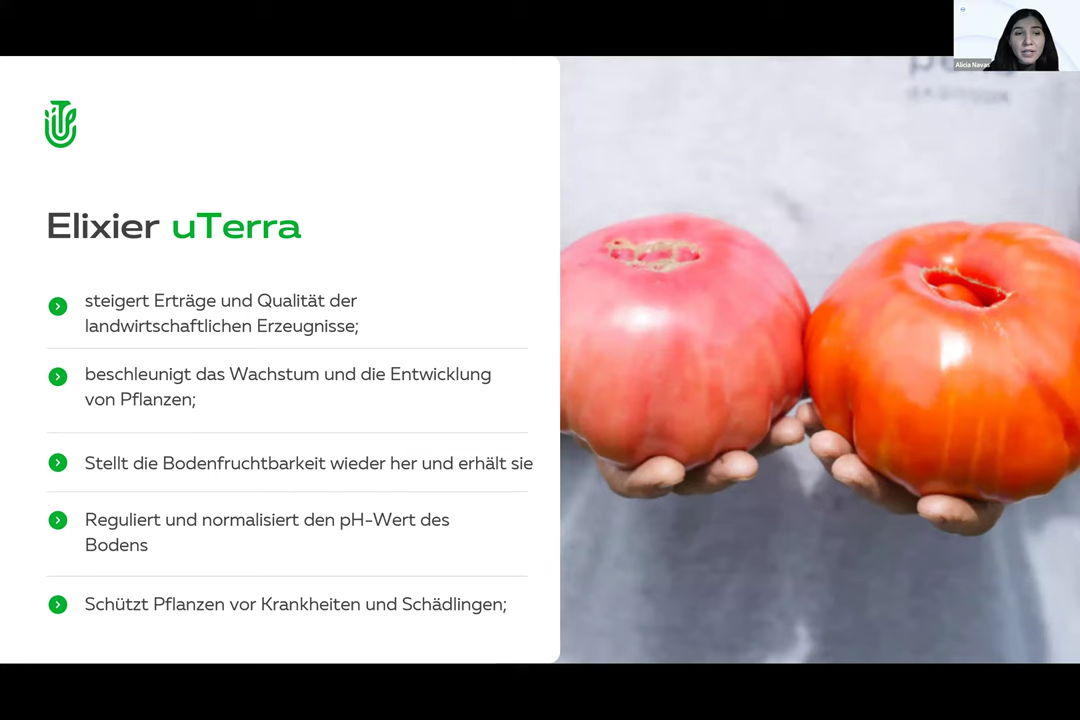 Alicia Navas
Elixier uTerra
steigert Erträge und Qualität der
landwirtschaftlichen Erzeugnisse;
beschleunigt das Wachstum und die Entwicklung
von Pflanzen;
Stellt die Bodenfruchtbarkeit wieder her und erhält sie
Reguliert und normalisiert den pH-Wert des
Bodens
Schützt Pflanzen vor Krankheiten und Schädlingen;